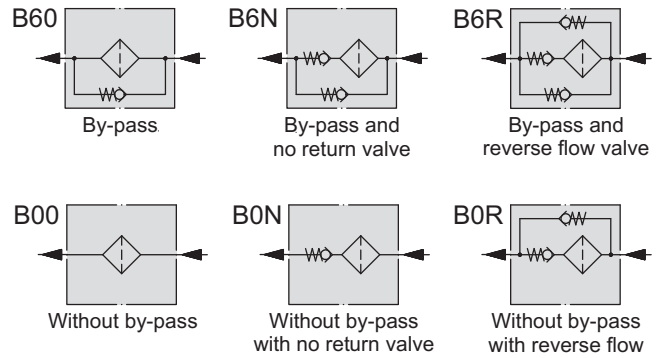 B60
By-pass
B6N
By-pass and
no return valve
B6R
By-pass and
reverse flow valve
B00
Without by-pass
B0N
Without by-pass
with no return valve
B0R
Without by-pass
with reverse flow